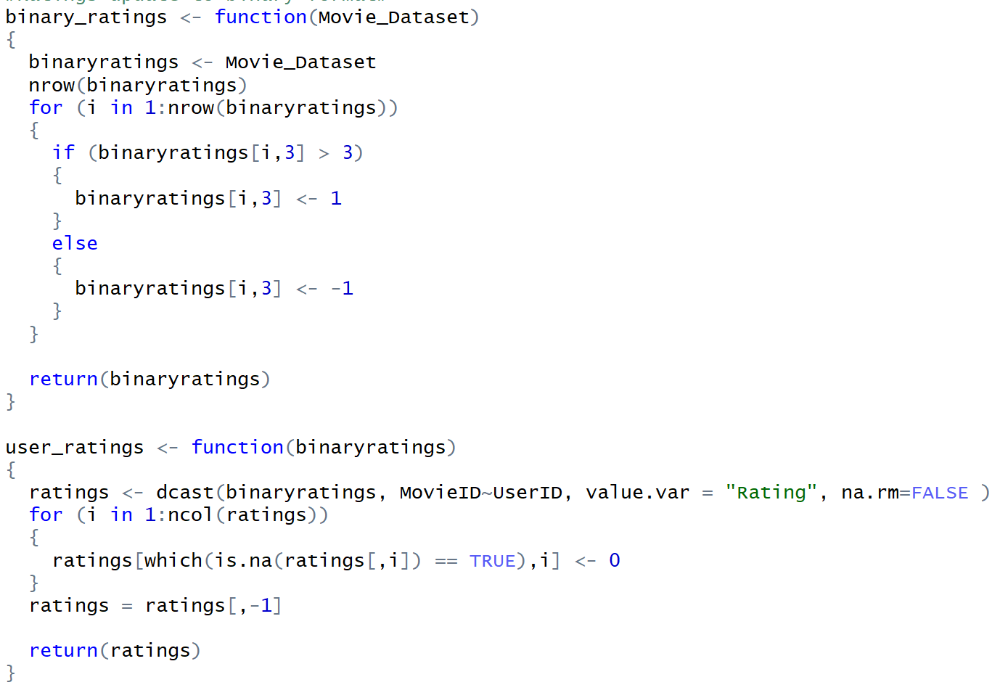 binary_ratings <- function(Movie_Dataset)
{
  binaryratings <- Movie_Dataset
  nrow(binaryratings)
  for (i in 1:nrow(binaryratings))
  {
    if (binaryratings[i,3] > 3)
    {
      binaryratings[i,3] <- 1
    }
    else
    {
      binaryratings[i,3] <- -1
    }
  }

  return(binaryratings)
}

user_ratings <- function(binaryratings)
{
  ratings <- dcast(binaryratings, MovieID~UserID, value.var = "Rating", na.rm=FALSE )
  for (i in 1:ncol(ratings))
  {
    ratings[which(is.na(ratings[,i]) == TRUE),i] <- 0
  }
  ratings = ratings[,-1]

  return(ratings)
}